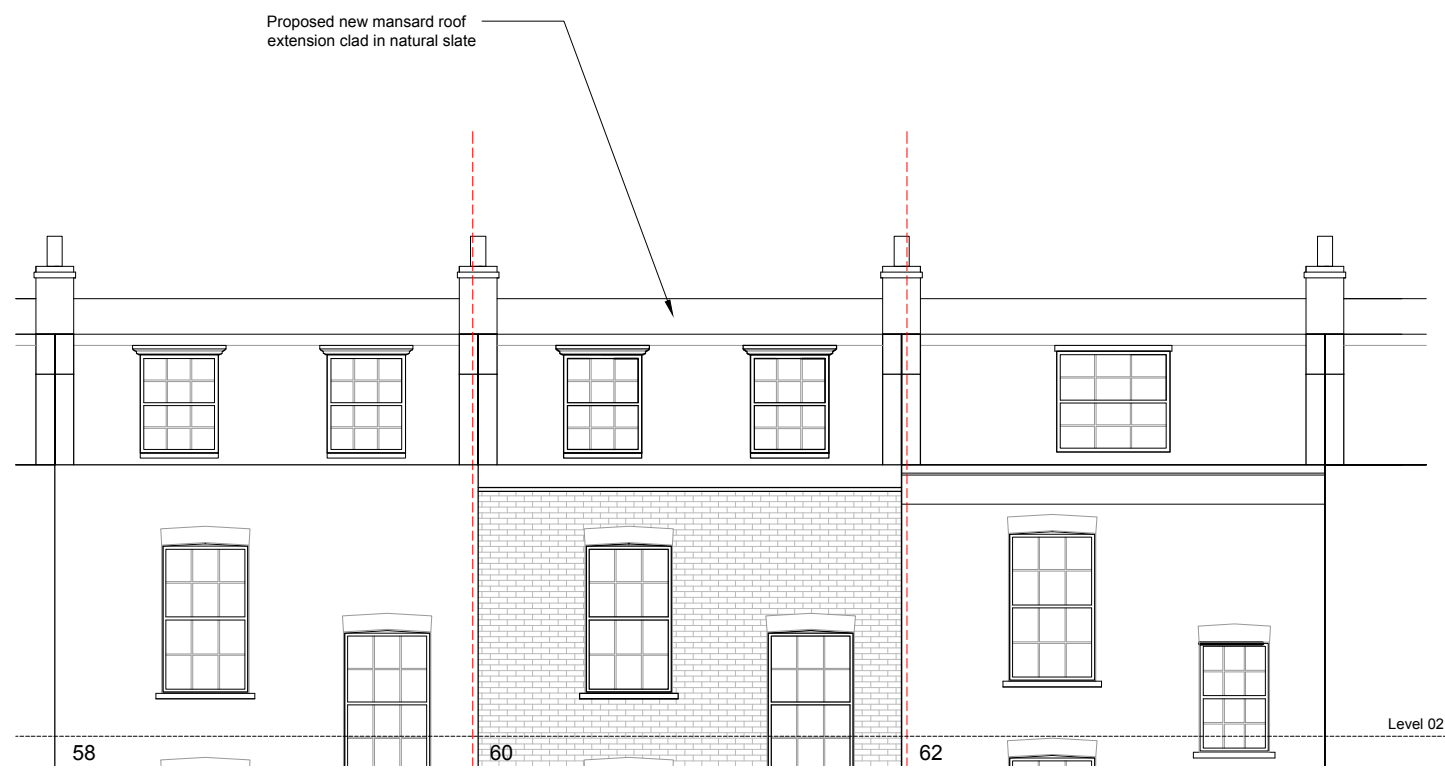 Proposed new mansard roof
extension clad in natural slate
Level 02
58
60
62